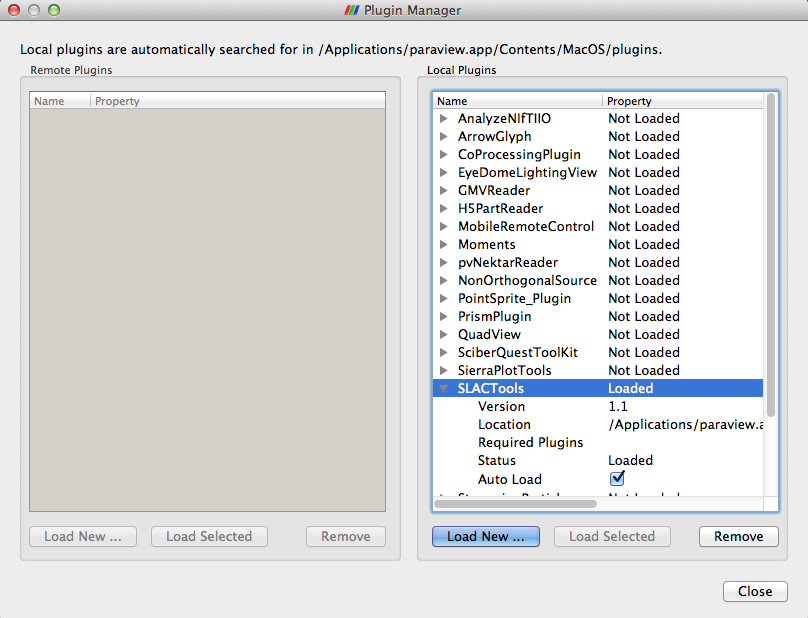 Plugin Manager
Local plugins are automatically searched for in /Applications/paraview.app/Contents/MacOS/plugins.
Remote Plugins
Name Property
Load New ... Load Selected Remove
Local Plugins
Name Property
AnalyzeNIfTIIO Not Loaded
ArrowGlyph Not Loaded
CoProcessingPlugin Not Loaded
EyeDomeLightingView Not Loaded
GMVReader Not Loaded
H5PartReader Not Loaded
MobileRemoteControl Not Loaded
Moments Not Loaded
pvNektarReader Not Loaded
NonOrthogonalSource Not Loaded
PointSprite_Plugin Not Loaded
PrismPlugin Not Loaded
QuadView Not Loaded
SciberQuestToolKit Not Loaded
SierraPlotTools Not Loaded
SLACTools Loaded
Version 1.1
Location /Applications/paraview.a
Required Plugins
Status Loaded
Auto Load
Load New ... Load Selected Remove
Close